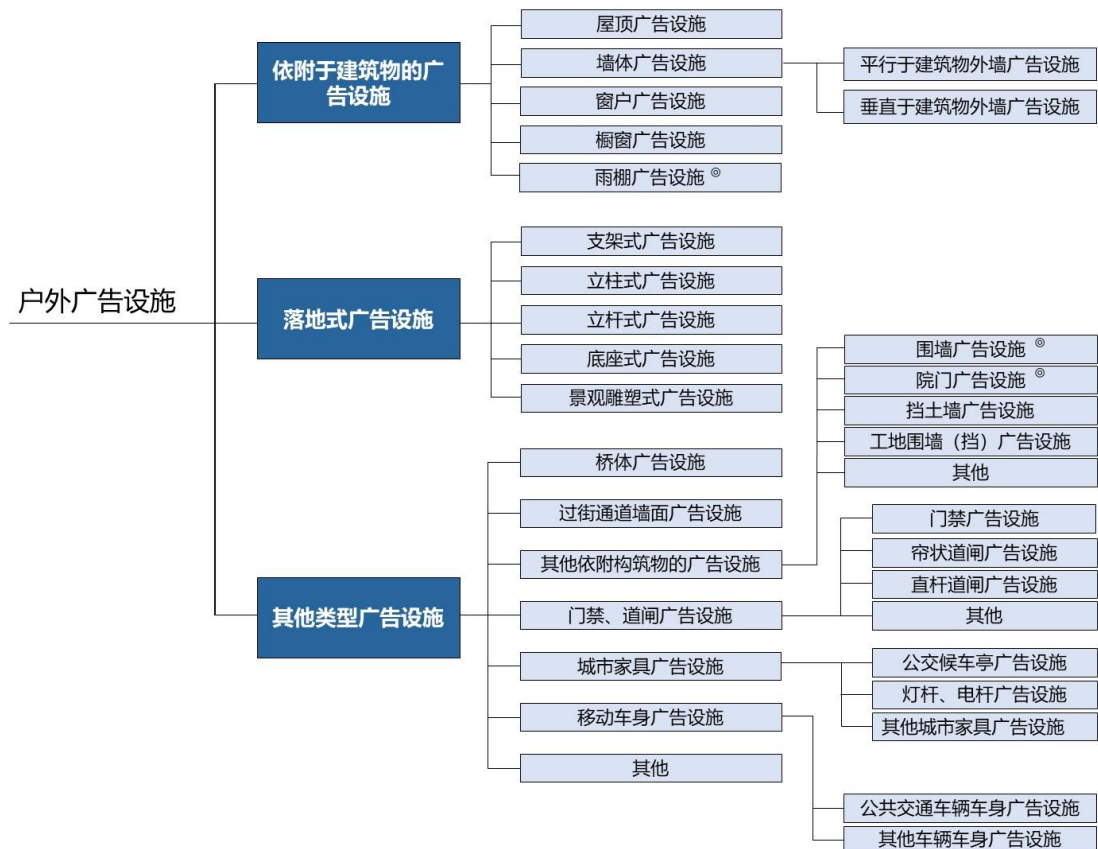 户外广告设施
依附于建筑物的广
告设施
屋顶广告设施
墙体广告设施
平行于建筑物外墙广告设施
垂直于建筑物外墙广告设施
窗户广告设施
橱窗广告设施
雨棚广告设施 ◎
落地式广告设施
支架式广告设施
立柱式广告设施
立杆式广告设施
底座式广告设施
景观雕塑式广告设施
其他类型广告设施
桥体广告设施
过街通道墙面广告设施
其他依附构筑物的广告设施
围墙广告设施 ◎
院门广告设施 ◎
挡土墙广告设施
工地围墙（挡）广告设施
其他
门禁、道闸广告设施
门禁广告设施
帘状道闸广告设施
直杆道闸广告设施
其他
城市家具广告设施
公交候车亭广告设施
灯杆、电杆广告设施
其他城市家具广告设施
移动车身广告设施
公共交通车辆车身广告设施
其他车辆车身广告设施
其他